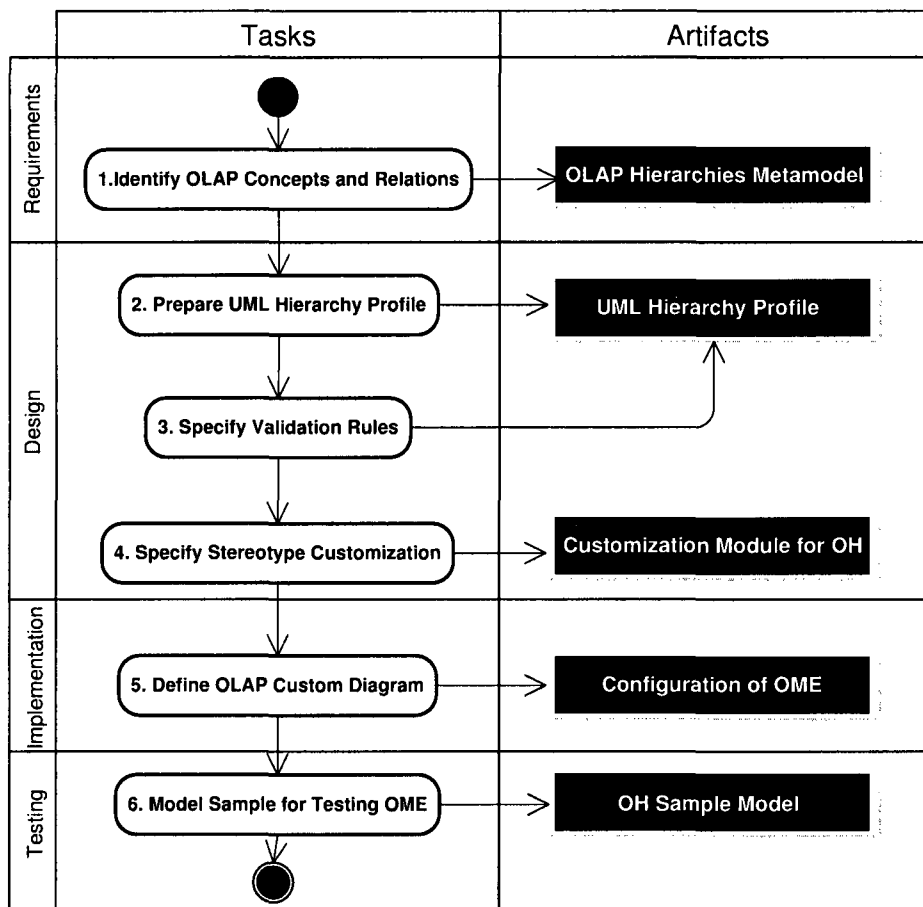 Tasks
Artifacts
Requirements
1.Identify OLAP Concepts and Relations
OLAP Hierarchies Metamodel
Design
2. Prepare UML Hierarchy Profile
UML Hierarchy Profile
3. Specify Validation Rules
4. Specify Stereotype Customization
Customization Module for OH
Implementation
5. Define OLAP Custom Diagram
Configuration of OME
Testing
6. Model Sample for Testing OME
OH Sample Model